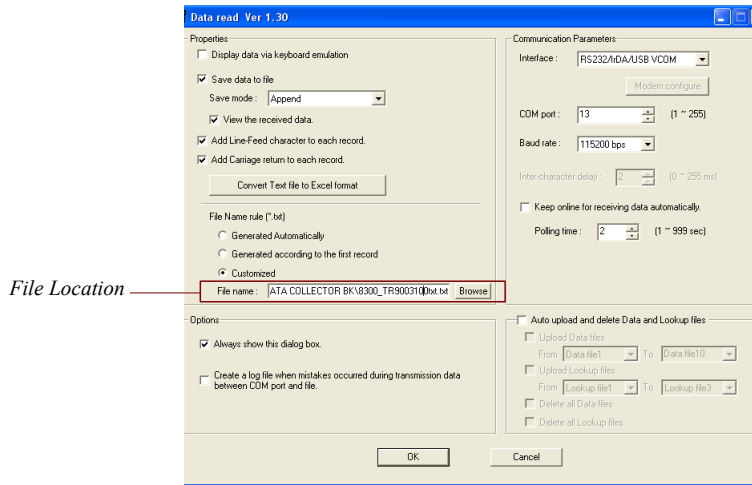 Data read Ver 1.30
Properties
Display data via keyboard emulation
Save data to file
Save mode : Append
View the received data.
Add Line-Feed character to each record.
Add Carriage return to each record.
Convert Text file to Excel format
File Name rule (*.txt)
Generated Automatically
Generated according to the first record
Customized
File Location
File name : ATA COLLECTOR BK\8300_TR9003100txt.txt Browse
Communication Parameters
Interface : RS232/IrDA/USB VCOM
Modem configure
COM port : 13 (1 ~ 255)
Baud rate : 115200 bps
Inter-character delay : 2 (0 ~ 255 ms)
Keep online for receiving data automatically.
Polling time : 2 (1 ~ 999 sec)
Options
Always show this dialog box.
Create a log file when mistakes occurred during transmission data
between COM port and file.
Auto upload and delete Data and Lookup files
Upload Data files
From Data file1 To Data file10
Upload Lookup files
From Lookup file1 To Lookup file3
Delete all Data files
Delete all Lookup files
OK Cancel